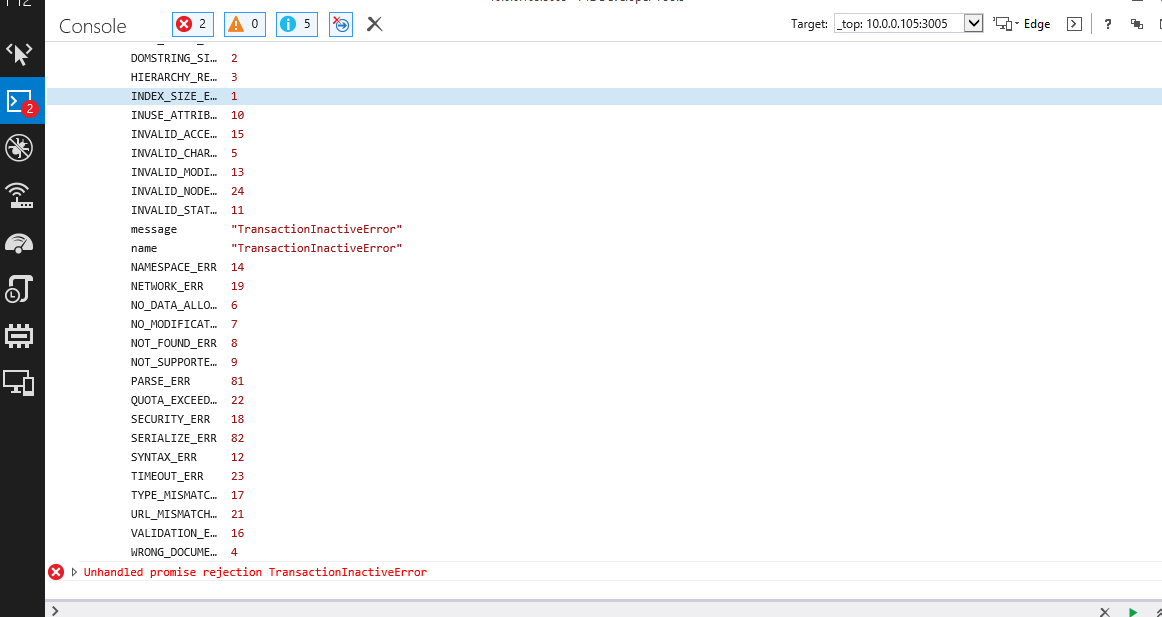 Console
2
0
5
Target:
_top: 10.0.0.105:3005
Edge
?
2
DOMSTRING_SI... 2
HIERARCHY_RE... 3
INDEX_SIZE_E... 1
INUSE_ATTRIB... 10
INVALID_ACCE... 15
INVALID_CHAR... 5
INVALID_MODI... 13
INVALID_NODE... 24
INVALID_STAT... 11
message "TransactionInactiveError"
name "TransactionInactiveError"
NAMESPACE_ERR 14
NETWORK_ERR 19
NO_DATA_ALLO... 6
NO_MODIFICAT... 7
NOT_FOUND_ERR 8
NOT_SUPPORTE... 9
PARSE_ERR 81
QUOTA_EXCEED... 22
SECURITY_ERR 18
SERIALIZE_ERR 82
SYNTAX_ERR 12
TIMEOUT_ERR 23
TYPE_MISMATC... 17
URL_MISMATCH... 21
VALIDATION_E... 16
WRONG_DOCUME... 4
Unhandled promise rejection TransactionInactiveError